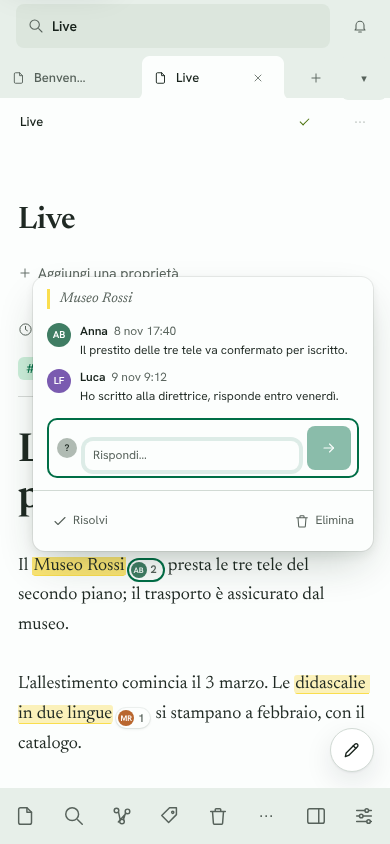 Live
Benven...
Live
Live
Live
Aggiungi una proprietà
#
Museo Rossi
AB
Anna 8 nov 17:40
Il prestito delle tre tele va confermato per iscritto.
LF
Luca 9 nov 9:12
Ho scritto alla direttrice, risponde entro venerdì.
?
Rispondi...
Risolvi
Elimina
Il Museo Rossi AB 2 presta le tre tele del
secondo piano; il trasporto è assicurato dal
museo.
L'allestimento comincia il 3 marzo. Le didascalie
in due lingue MR 1 si stampano a febbraio, con il
catalogo.